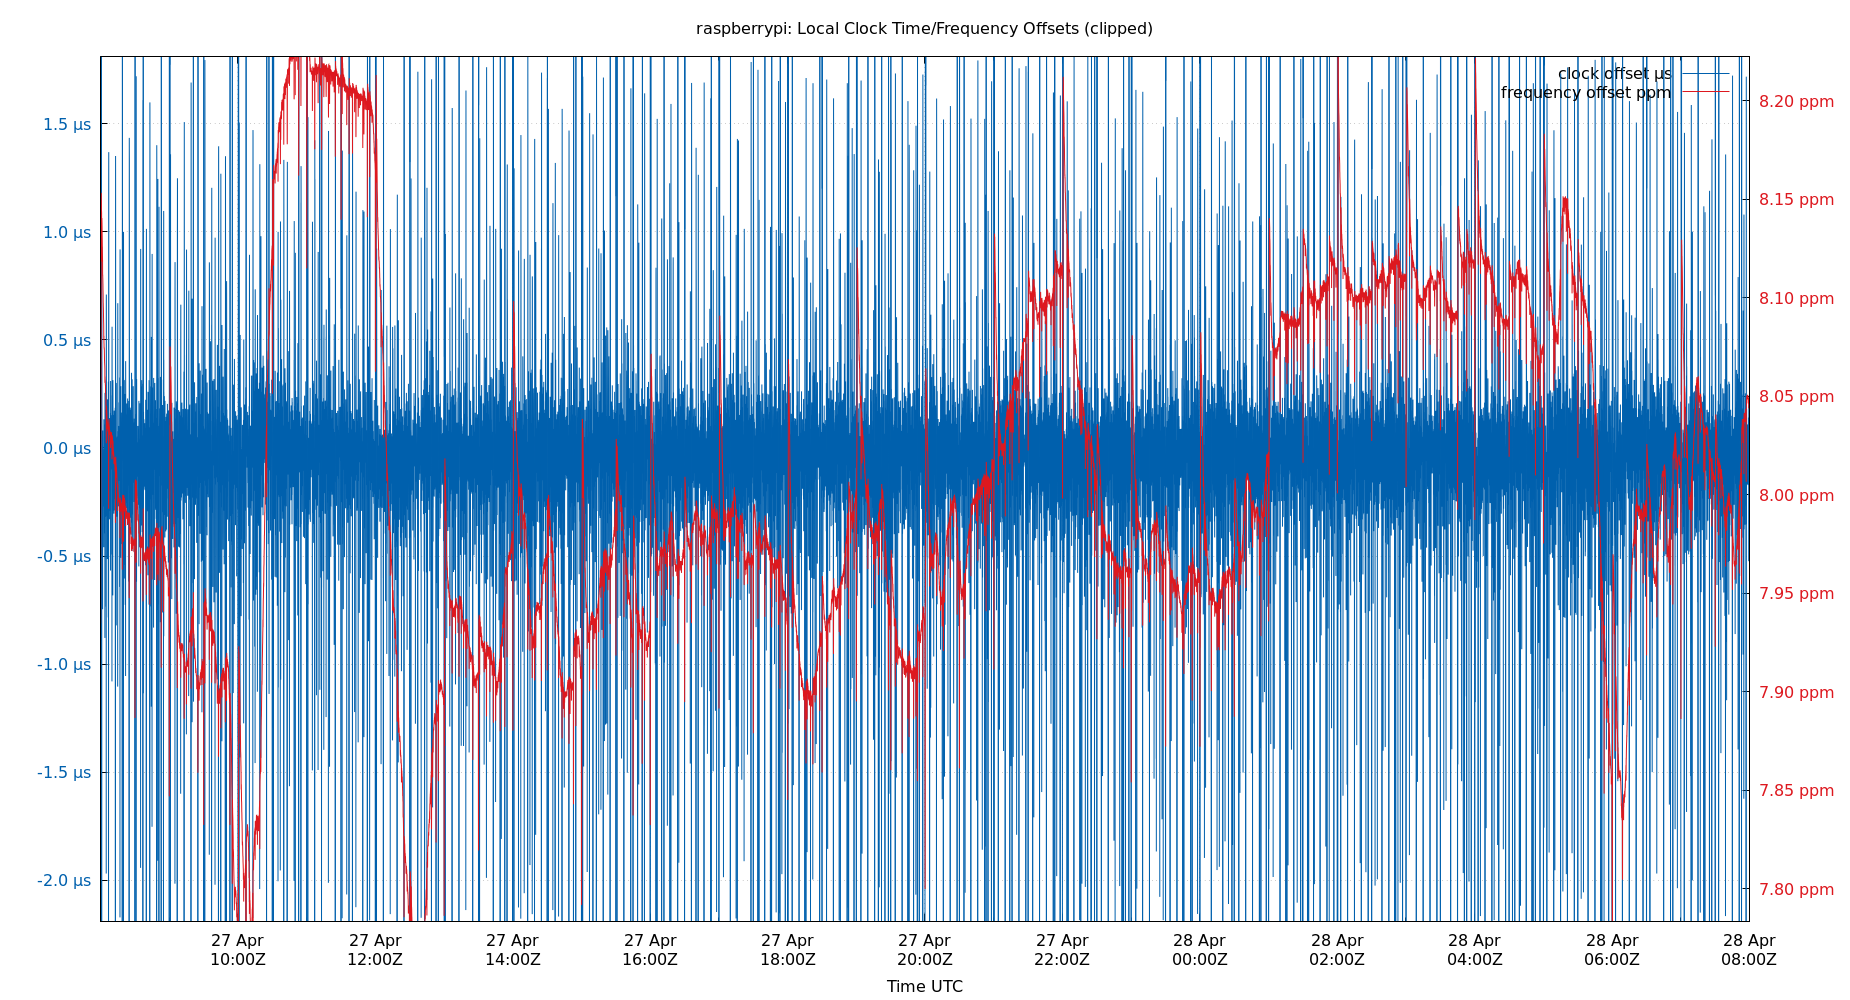 raspberrypi: Local Clock Time/Frequency Offsets (clipped)
clock offset µs
frequency offset ppm
1.5 µs
1.0 µs
0.5 µs
0.0 µs
-0.5 µs
-1.0 µs
-1.5 µs
-2.0 µs
8.20 ppm
8.15 ppm
8.10 ppm
8.05 ppm
8.00 ppm
7.95 ppm
7.90 ppm
7.85 ppm
7.80 ppm
27 Apr
10:00Z
27 Apr
12:00Z
27 Apr
14:00Z
27 Apr
16:00Z
27 Apr
18:00Z
27 Apr
20:00Z
27 Apr
22:00Z
28 Apr
00:00Z
28 Apr
02:00Z
28 Apr
04:00Z
28 Apr
06:00Z
28 Apr
08:00Z
Time UTC